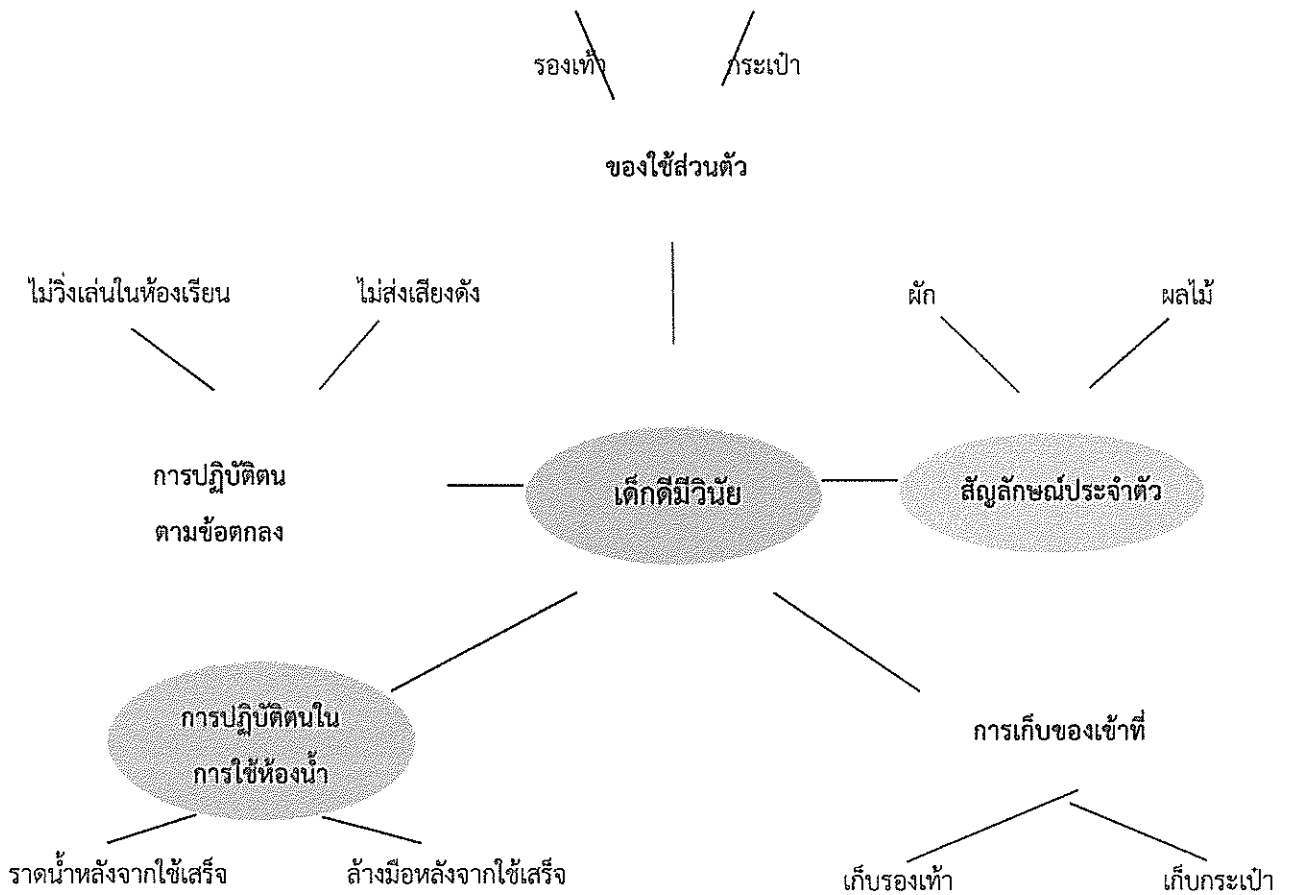 รองเท้า กระเป๋า
ของใช้ส่วนตัว
ไม่วิ่งเล่นในห้องเรียน ไม่ส่งเสียงดัง ผัก ผลไม้
การปฏิบัติตน
ตามข้อตกลง
เด็กดีมีวินัย
สัญลักษณ์ประจำตัว
การปฏิบัติตนใน
การใช้ห้องน้ำ
การเก็บของเข้าที่
ราดน้ำหลังจากใช้เสร็จ ล้างมือหลังจากใช้เสร็จ เก็บรองเท้า เก็บกระเป๋า